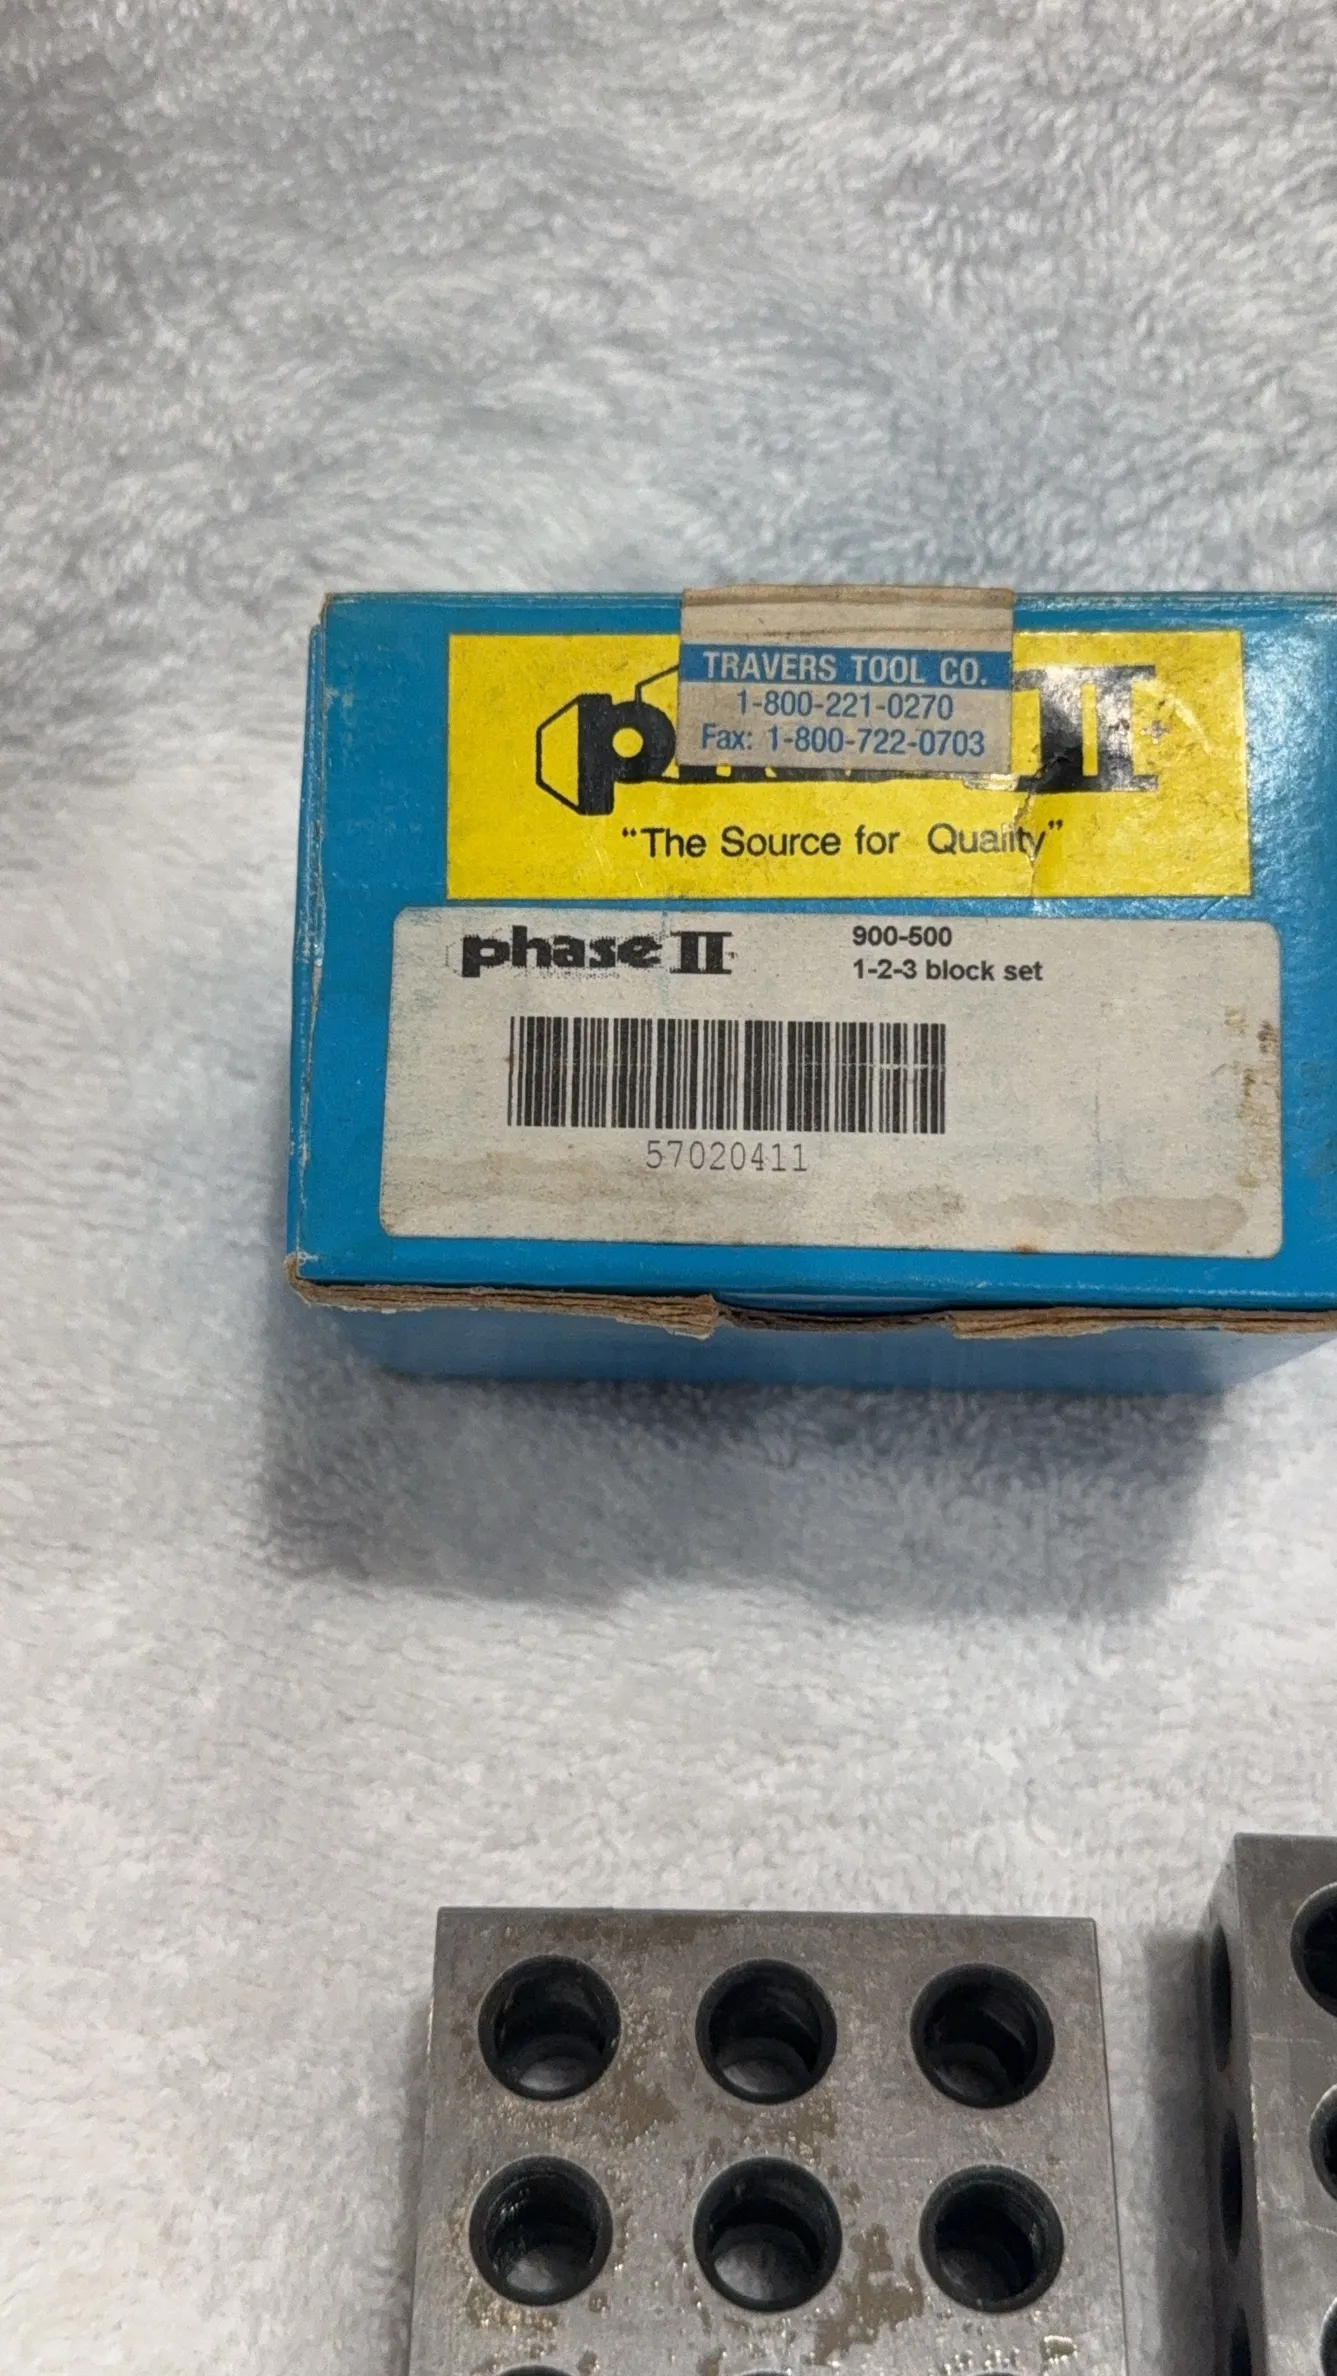 TRAVERS TOOL CO.
1-800-221-0270
Fax: 1-800-722-0703
p II
"The Source for Quality"
phase II
900-500
1-2-3 block set
57020411